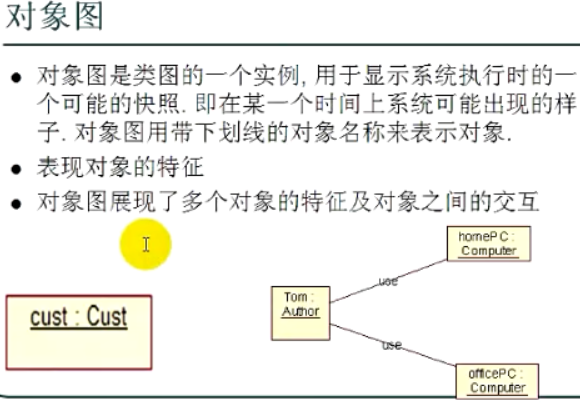 对象图
● 对象图是类图的一个实例, 用于显示系统执行时的一
个可能的快照. 即在某一个时间上系统可能出现的样
子. 对象图用带下划线的对象名称来表示对象.
● 表现对象的特征
● 对象图展现了多个对象的特征及对象之间的交互
homePC :
Computer
use
Tom :
Author
cust : Cust
use
officePC :
Computer